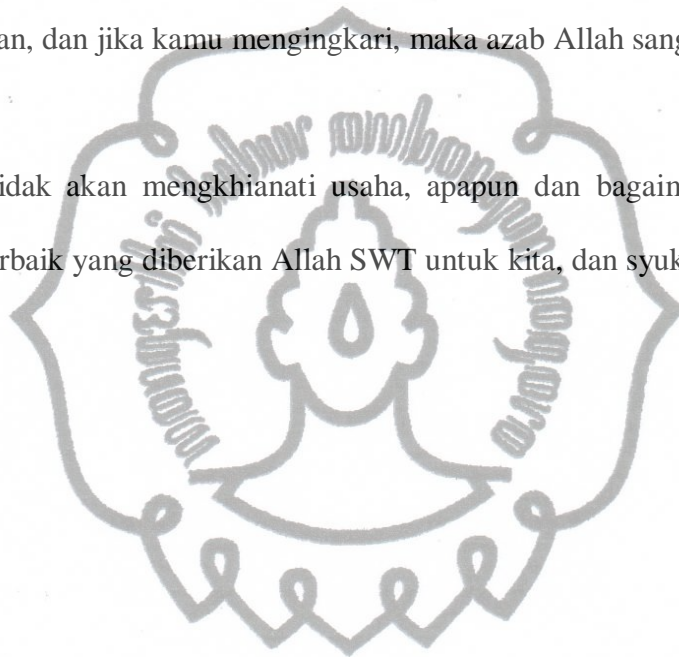 an, dan jika kamu mengingkari, maka azab Allah sang
idak akan mengkhianati usaha, apapun dan bagaim
rbaik yang diberikan Allah SWT untuk kita, dan syuk